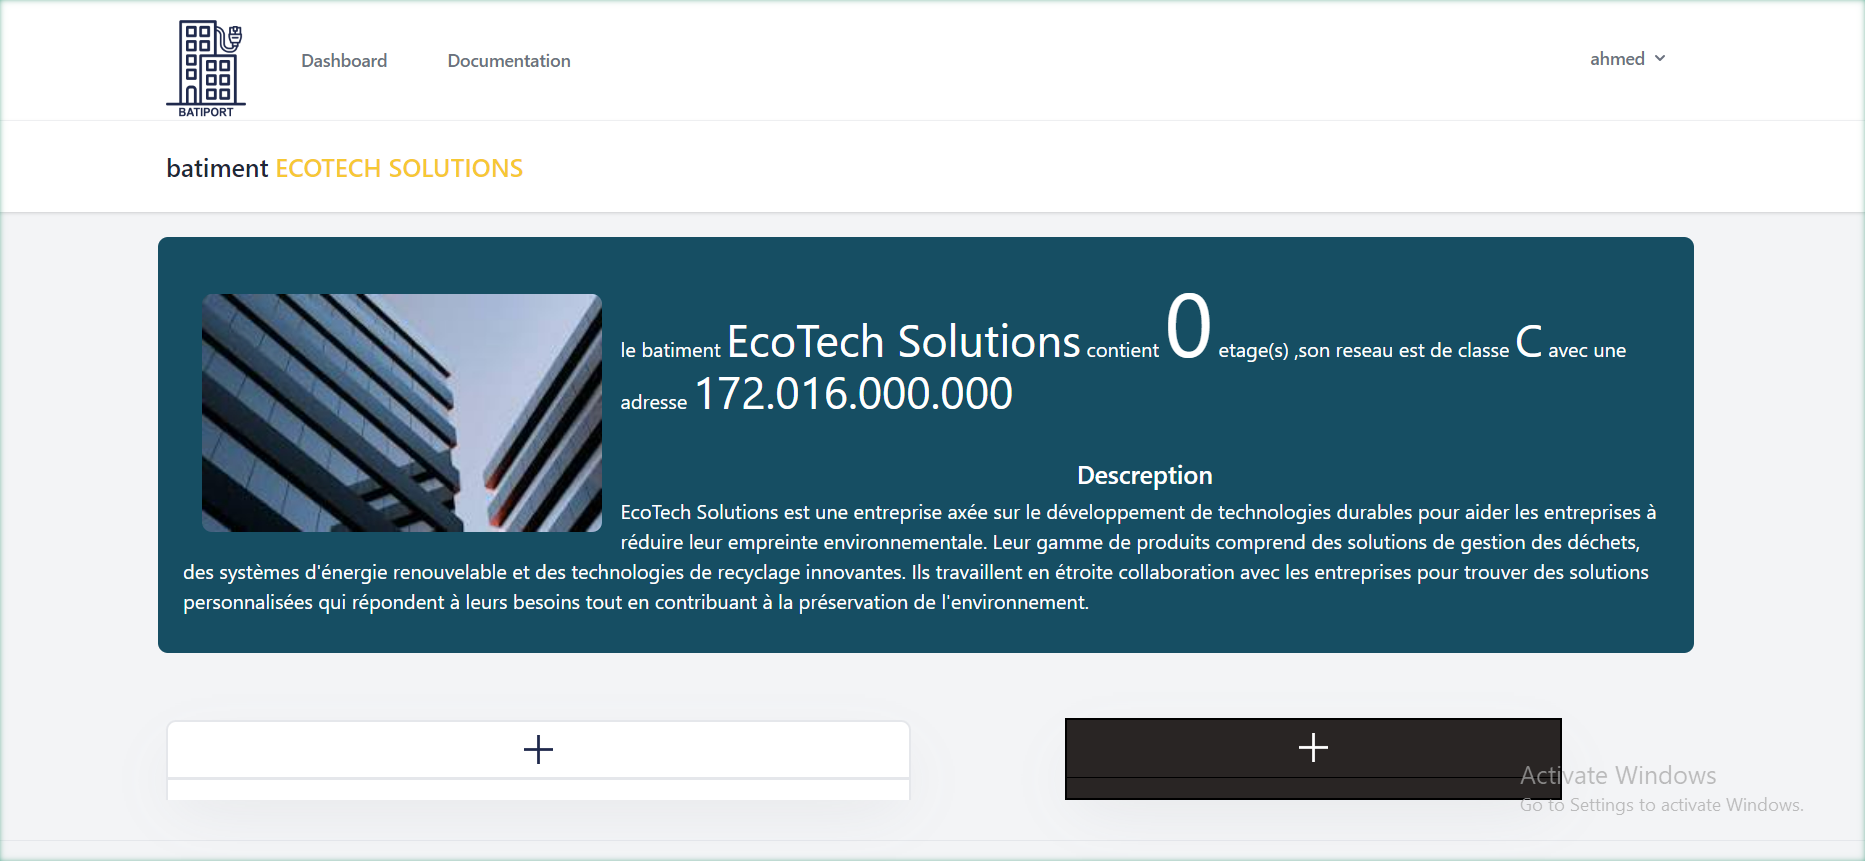 Dashboard
Documentation
ahmed
BATIPORT
batiment ECOTECH SOLUTIONS
le batiment EcoTech Solutions contient 0 etage(s) ,son reseau est de classe C avec une
adresse 172.016.000.000
Descreption
EcoTech Solutions est une entreprise axée sur le développement de technologies durables pour aider les entreprises à
réduire leur empreinte environnementale. Leur gamme de produits comprend des solutions de gestion des déchets,
des systèmes d'énergie renouvelable et des technologies de recyclage innovantes. Ils travaillent en étroite collaboration avec les entreprises pour trouver des solutions
personnalisées qui répondent à leurs besoins tout en contribuant à la préservation de l'environnement.
Activate Windows
Go to Settings to activate Windows.